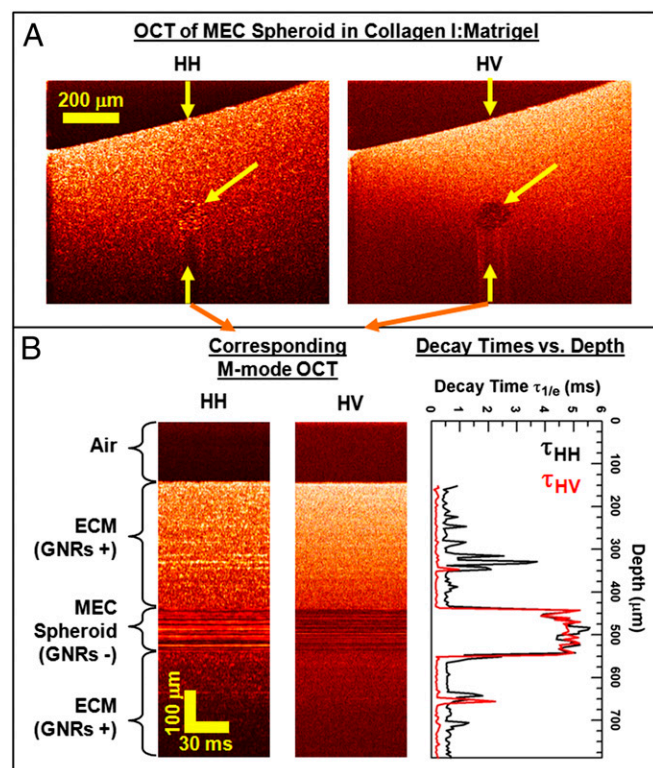 A
OCT of MEC Spheroid in Collagen I:Matrigel
HH
HV
200 μm
B
Corresponding
M-mode OCT
HH
HV
Decay Times vs. Depth
Decay Time τ1/e (ms)
0 1 2 3 4 5 6
τHH
τHV
0
100
200
300
400
500
600
700
Depth (μm)
Air
ECM
(GNRs +)
MEC
Spheroid
(GNRs -)
ECM
(GNRs +)
100 μm
30 ms